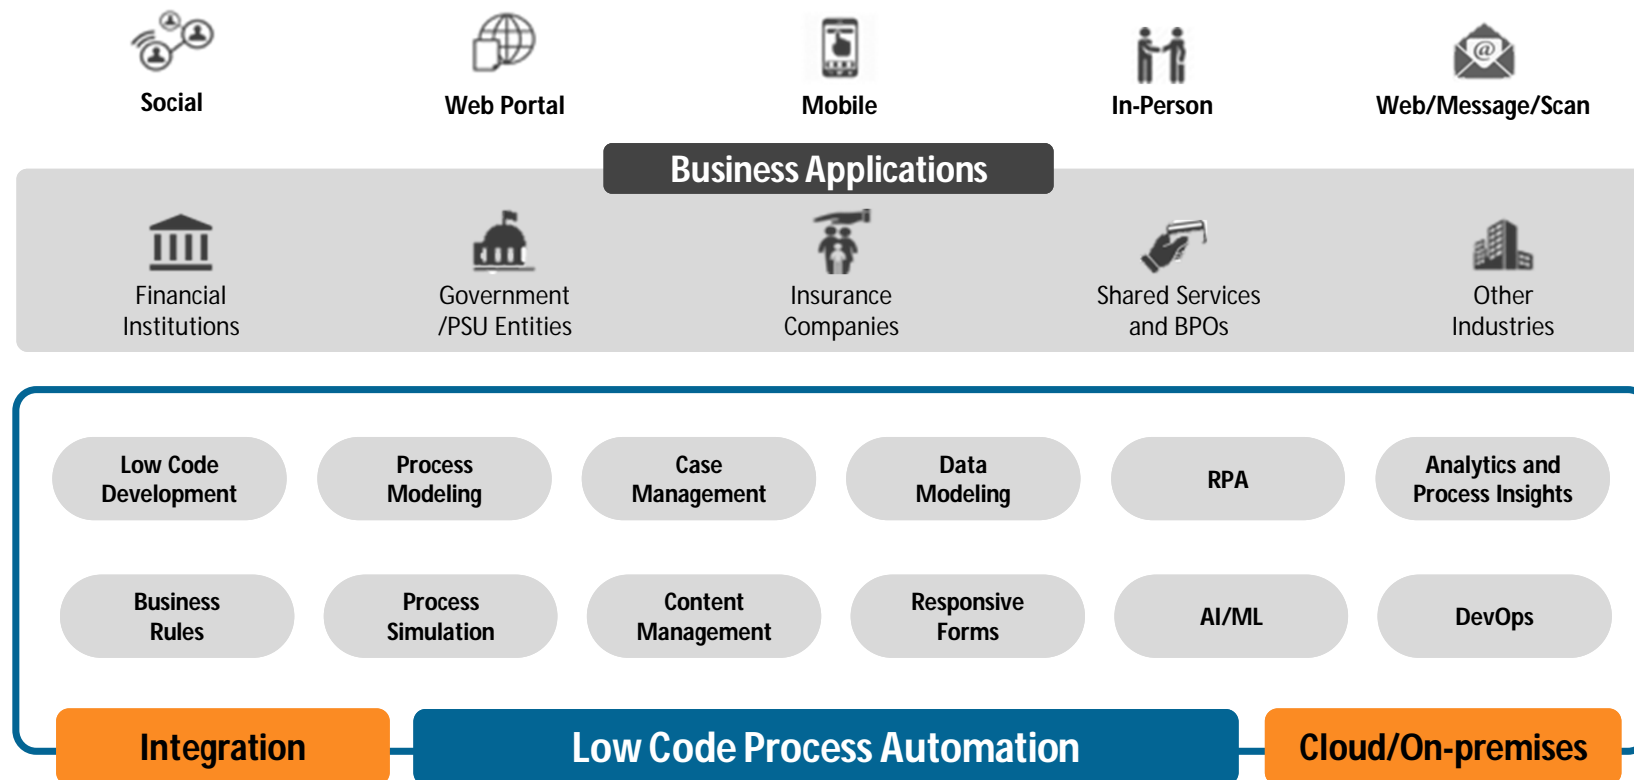 Social
Web Portal
Mobile
In-Person
Web/Message/Scan
Business Applications
Financial
Institutions
Government
/PSU Entities
Insurance
Companies
Shared Services
and BPOs
Other
Industries
Low Code
Development
Process
Modeling
Case
Management
Data
Modeling
RPA
Analytics and
Process Insights
Business
Rules
Process
Simulation
Content
Management
Responsive
Forms
AI/ML
DevOps
Integration
Low Code Process Automation
Cloud/On-premises